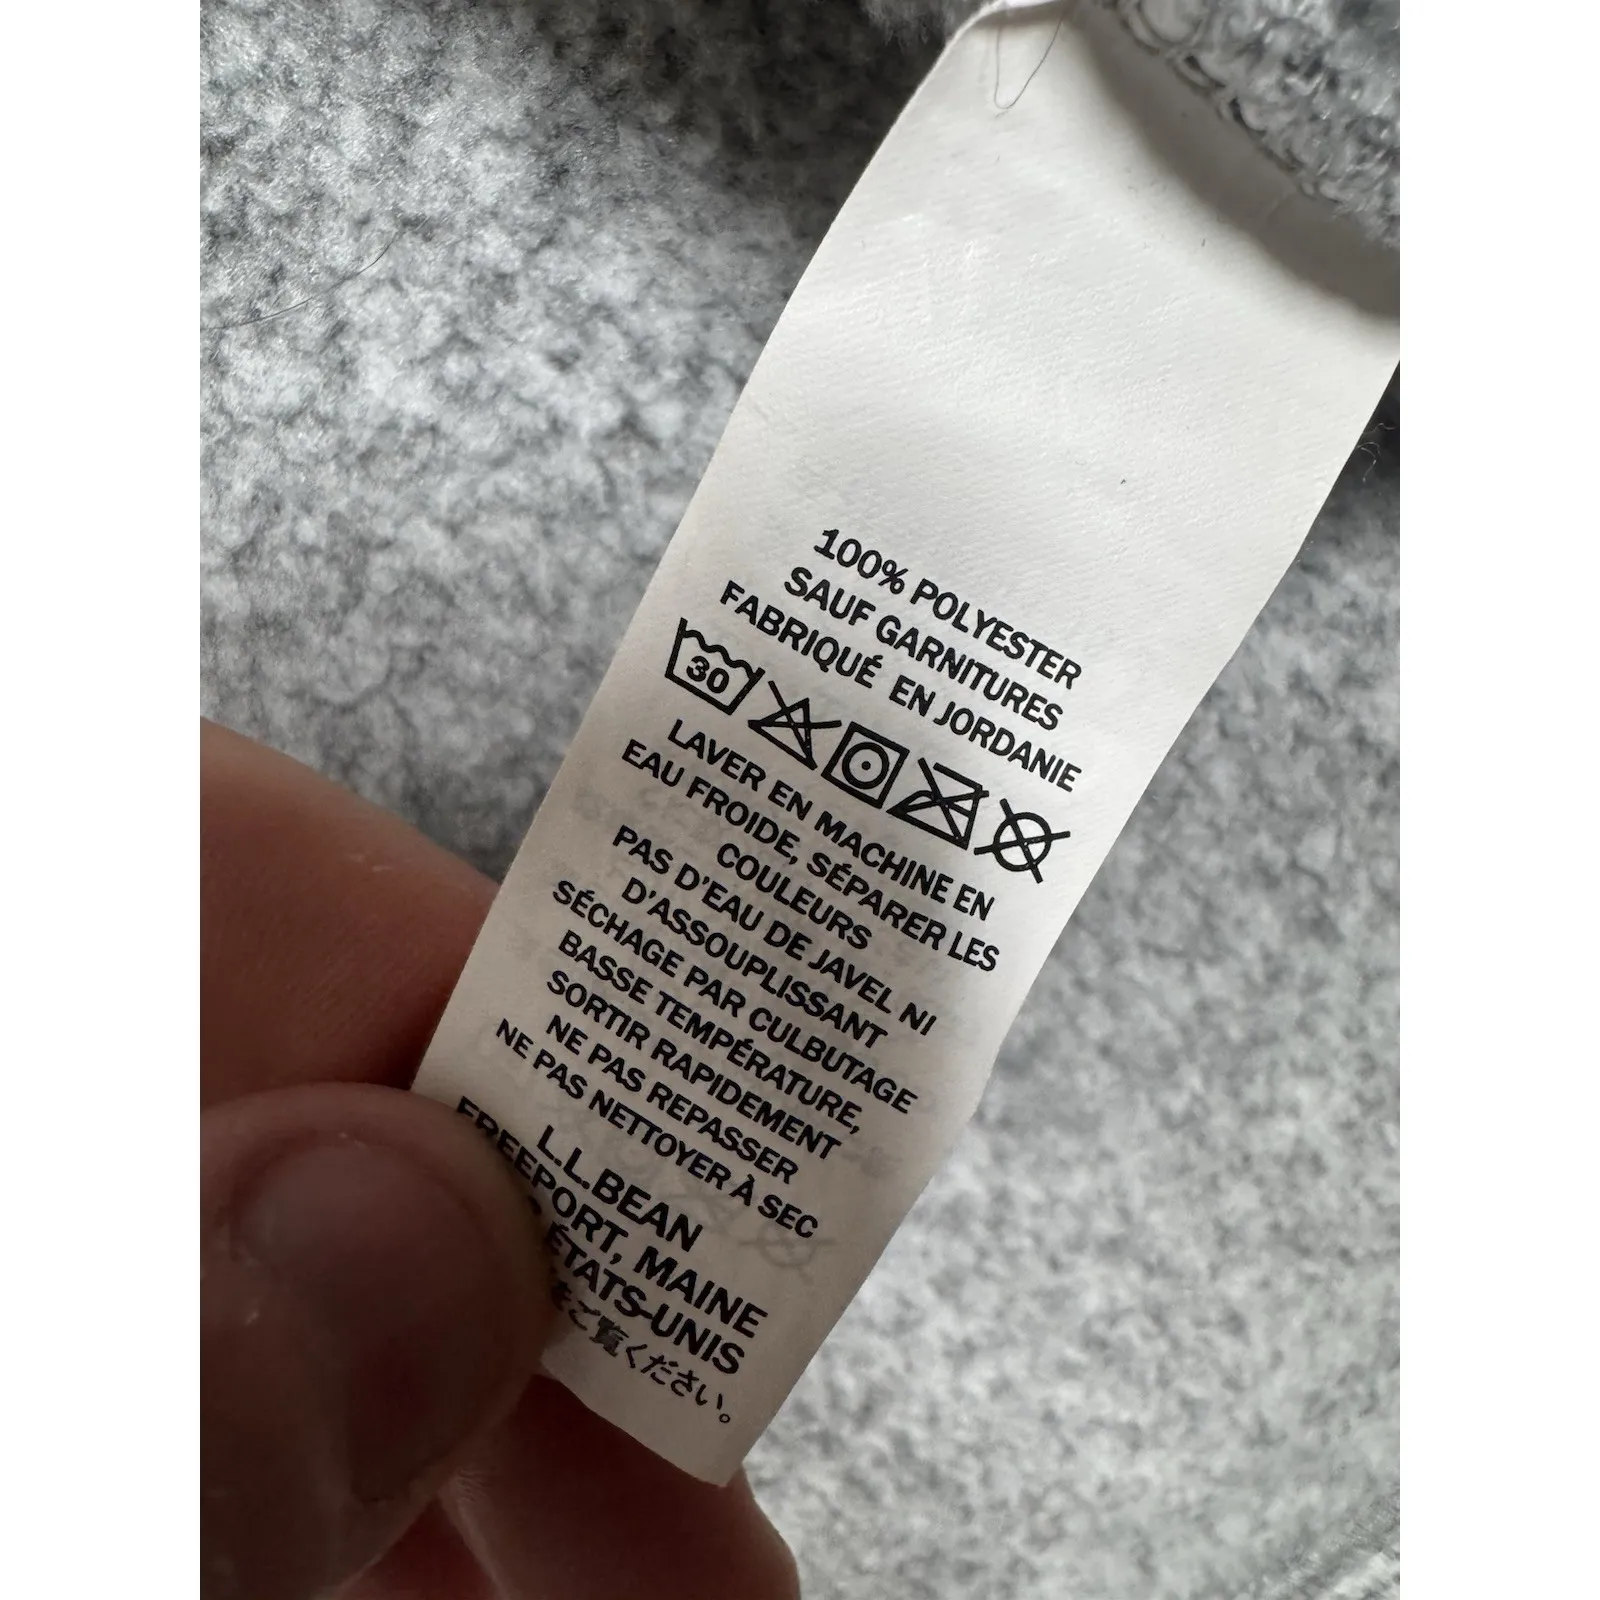 100% POLYESTER
SAUF GARNITURES
FABRIQUÉ EN JORDANIE
30
LAVER EN MACHINE EN
EAU FROIDE, SÉPARER LES
COULEURS
PAS D'EAU DE JAVEL NI
D'ASSOUPLISSANT
SÉCHAGE PAR CULBUTAGE
BASSE TEMPÉRATURE,
SORTIR RAPIDEMENT
NE PAS REPASSER
NE PAS NETTOYER À SEC
L.L.BEAN
FREEPORT, MAINE
ÉTATS-UNIS
をご覧ください。